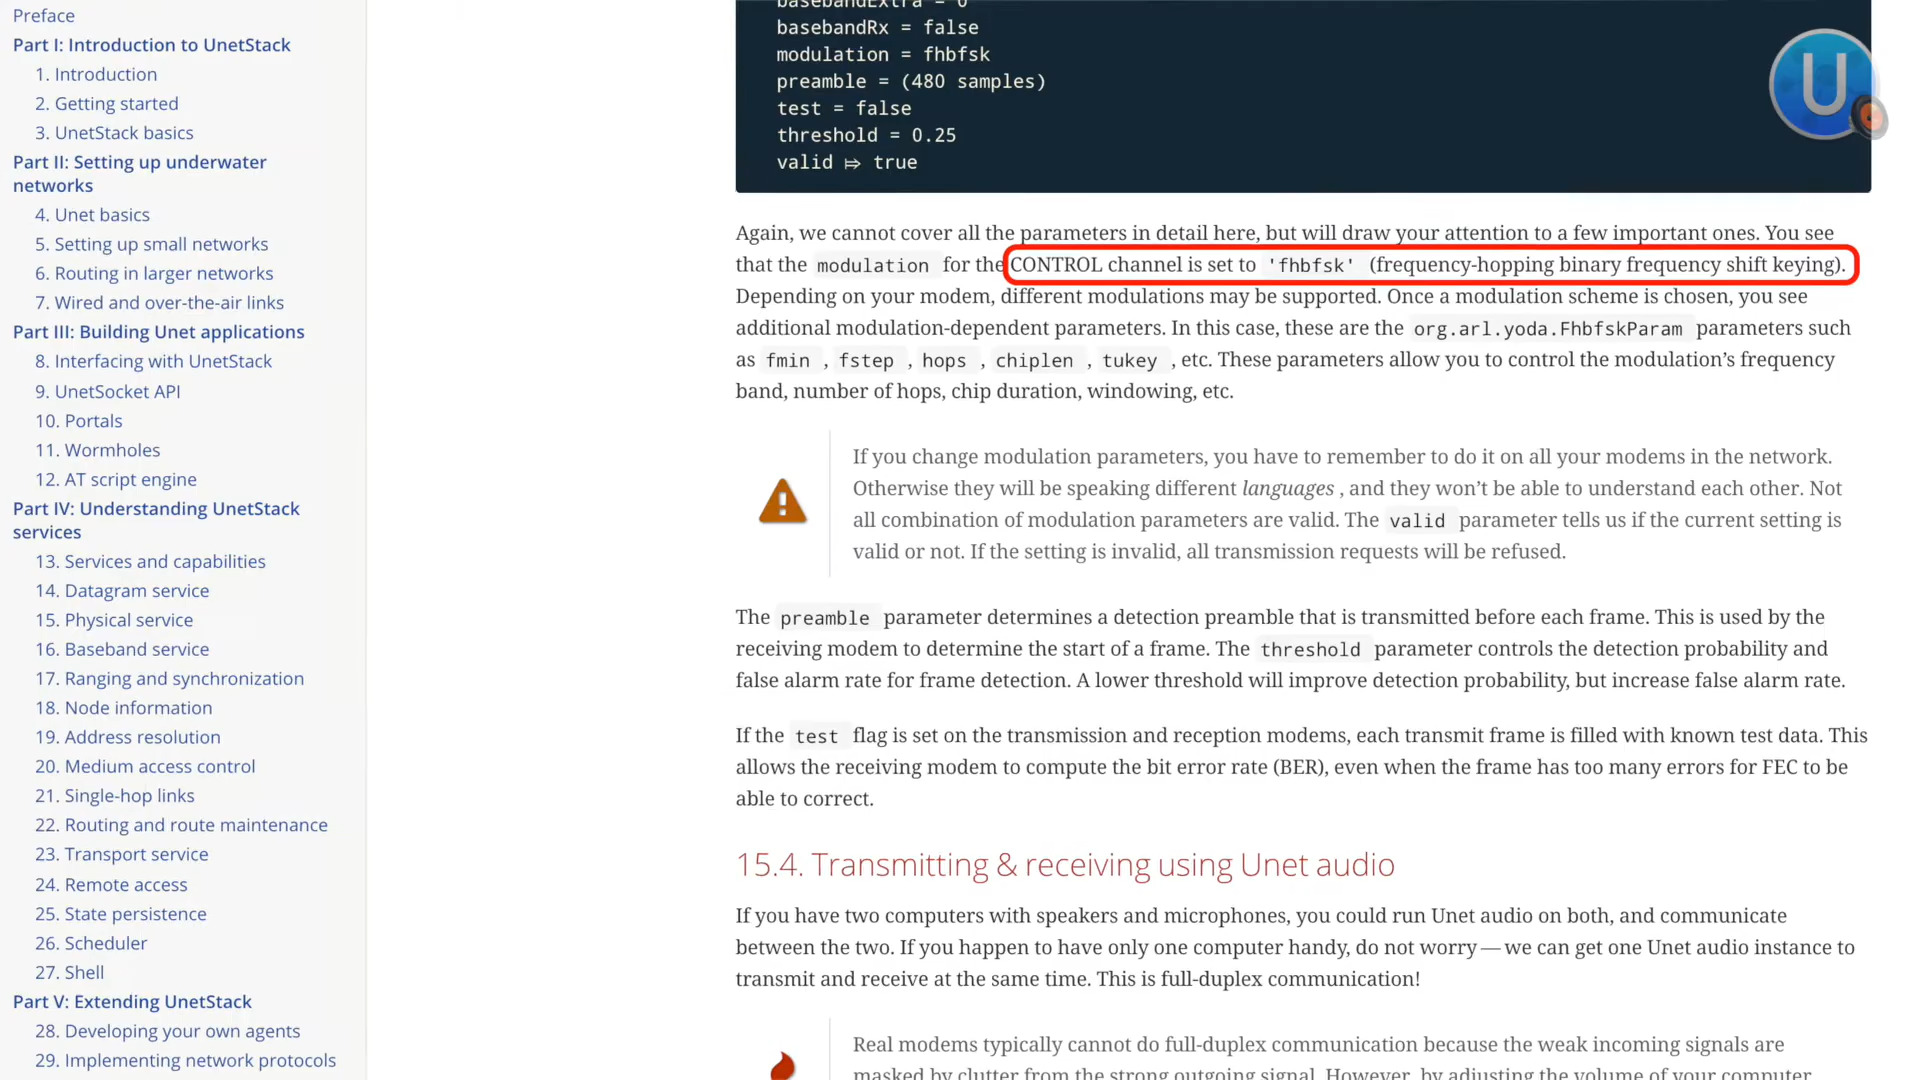 Preface
Part I: Introduction to UnetStack
1. Introduction
2. Getting started
3. UnetStack basics
Part II: Setting up underwater
networks
4. Unet basics
5. Setting up small networks
6. Routing in larger networks
7. Wired and over-the-air links
Part III: Building Unet applications
8. Interfacing with UnetStack
9. UnetSocket API
10. Portals
11. Wormholes
12. AT script engine
Part IV: Understanding UnetStack
services
13. Services and capabilities
14. Datagram service
15. Physical service
16. Baseband service
17. Ranging and synchronization
18. Node information
19. Address resolution
20. Medium access control
21. Single-hop links
22. Routing and route maintenance
23. Transport service
24. Remote access
25. State persistence
26. Scheduler
27. Shell
Part V: Extending UnetStack
28. Developing your own agents
29. Implementing network protocols
basebandExtra = 0
basebandRx = false
modulation = fhbfsk
preamble = (480 samples)
test = false
threshold = 0.25
valid ⤇ true
U
Again, we cannot cover all the parameters in detail here, but will draw your attention to a few important ones. You see
that the modulation for the CONTROL channel is set to 'fhbfsk' (frequency-hopping binary frequency shift keying).
Depending on your modem, different modulations may be supported. Once a modulation scheme is chosen, you see
additional modulation-dependent parameters. In this case, these are the org.arl.yoda.FhbfskParam parameters such
as fmin , fstep , hops , chiplen , tukey , etc. These parameters allow you to control the modulation’s frequency
band, number of hops, chip duration, windowing, etc.
If you change modulation parameters, you have to remember to do it on all your modems in the network.
Otherwise they will be speaking different languages , and they won’t be able to understand each other. Not
all combination of modulation parameters are valid. The valid parameter tells us if the current setting is
valid or not. If the setting is invalid, all transmission requests will be refused.
The preamble parameter determines a detection preamble that is transmitted before each frame. This is used by the
receiving modem to determine the start of a frame. The threshold parameter controls the detection probability and
false alarm rate for frame detection. A lower threshold will improve detection probability, but increase false alarm rate.
If the test flag is set on the transmission and reception modems, each transmit frame is filled with known test data. This
allows the receiving modem to compute the bit error rate (BER), even when the frame has too many errors for FEC to be
able to correct.
15.4. Transmitting & receiving using Unet audio
If you have two computers with speakers and microphones, you could run Unet audio on both, and communicate
between the two. If you happen to have only one computer handy, do not worry — we can get one Unet audio instance to
transmit and receive at the same time. This is full-duplex communication!
Real modems typically cannot do full-duplex communication because the weak incoming signals are
masked by clutter from the strong outgoing signal. However, by adjusting the volume of your computer